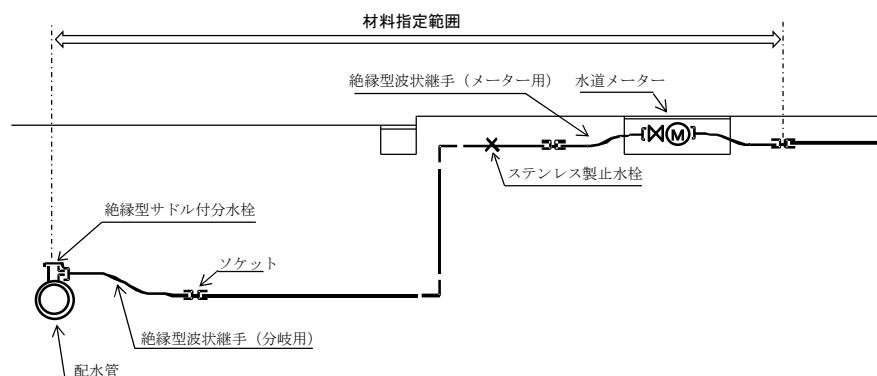 材料指定範囲
絶縁型波状継手（メーター用）
水道メーター
M
ステンレス製止水栓
絶縁型サドル付分水栓
ソケット
絶縁型波状継手（分岐用）
配水管